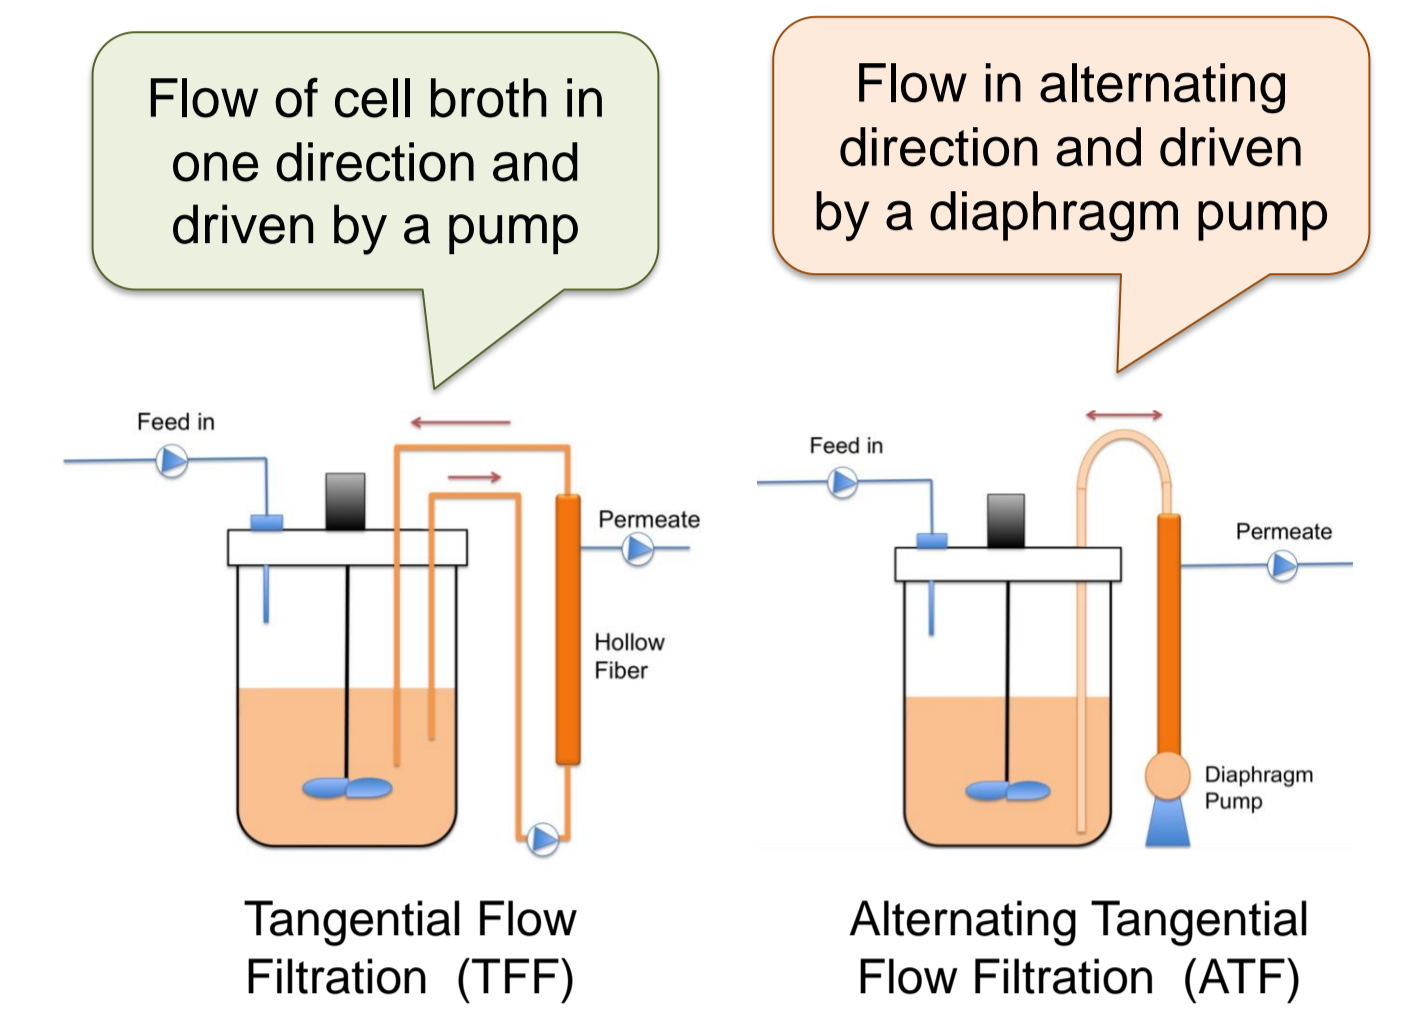 Flow of cell broth in
one direction and
driven by a pump
Flow in alternating
direction and driven
by a diaphragm pump
Feed in
Permeate
Hollow
Fiber
Feed in
Permeate
Diaphragm
Pump
Tangential Flow
Filtration (TFF)
Alternating Tangential
Flow Filtration (ATF)